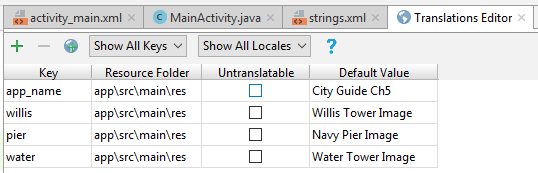 activity_main.xml MainActivity.java strings.xml Translations Editor
Show All Keys Show All Locales ?
Key Resource Folder Untranslatable Default Value
app_name app\src\main\res City Guide Ch5
willis app\src\main\res Willis Tower Image
pier app\src\main\res Navy Pier Image
water app\src\main\res Water Tower Image